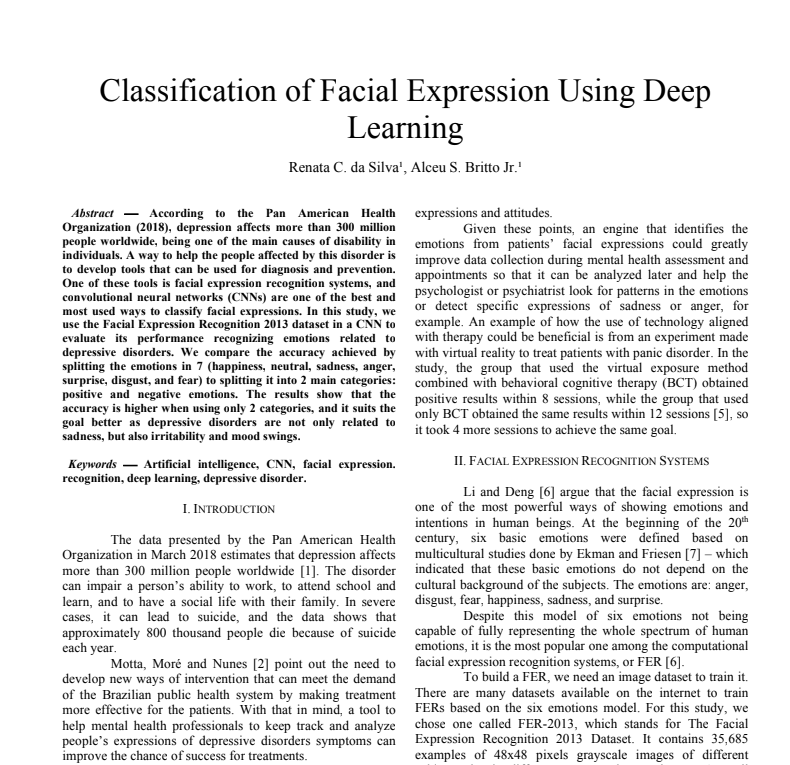 Classification of Facial Expression Using Deep
Learning
Renata C. da Silva¹, Alceu S. Britto Jr.¹
Abstract — According to the Pan American Health
Organization (2018), depression affects more than 300 million
people worldwide, being one of the main causes of disability in
individuals. A way to help the people affected by this disorder is
to develop tools that can be used for diagnosis and prevention.
One of these tools is facial expression recognition systems, and
convolutional neural networks (CNNs) are one of the best and
most used ways to classify facial expressions. In this study, we
use the Facial Expression Recognition 2013 dataset in a CNN to
evaluate its performance recognizing emotions related to
depressive disorders. We compare the accuracy achieved by
splitting the emotions in 7 (happiness, neutral, sadness, anger,
surprise, disgust, and fear) to splitting it into 2 main categories:
positive and negative emotions. The results show that the
accuracy is higher when using only 2 categories, and it suits the
goal better as depressive disorders are not only related to
sadness, but also irritability and mood swings.
Keywords — Artificial intelligence, CNN, facial expression.
recognition, deep learning, depressive disorder.
I. INTRODUCTION
The data presented by the Pan American Health
Organization in March 2018 estimates that depression affects
more than 300 million people worldwide [1]. The disorder
can impair a person's ability to work, to attend school and
learn, and to have a social life with their family. In severe
cases, it can lead to suicide, and the data shows that
approximately 800 thousand people die because of suicide
each year.
Motta, Moré and Nunes [2] point out the need to
develop new ways of intervention that can meet the demand
of the Brazilian public health system by making treatment
more effective for the patients. With that in mind, a tool to
help mental health professionals to keep track and analyze
people's expressions of depressive disorders symptoms can
improve the chance of success for treatments.
expressions and attitudes.
Given these points, an engine that identifies the
emotions from patients' facial expressions could greatly
improve data collection during mental health assessment and
appointments so that it can be analyzed later and help the
psychologist or psychiatrist look for patterns in the emotions
or detect specific expressions of sadness or anger, for
example. An example of how the use of technology aligned
with therapy could be beneficial is from an experiment made
with virtual reality to treat patients with panic disorder. In the
study, the group that used the virtual exposure method
combined with behavioral cognitive therapy (BCT) obtained
positive results within 8 sessions, while the group that used
only BCT obtained the same results within 12 sessions [5], so
it took 4 more sessions to achieve the same goal.
II. FACIAL EXPRESSION RECOGNITION SYSTEMS
Li and Deng [6] argue that the facial expression is
one of the most powerful ways of showing emotions and
intentions in human beings. At the beginning of the 20th
century, six basic emotions were defined based on
multicultural studies done by Ekman and Friesen [7] – which
indicated that these basic emotions do not depend on the
cultural background of the subjects. The emotions are: anger,
disgust, fear, happiness, sadness, and surprise.
Despite this model of six emotions not being
capable of fully representing the whole spectrum of human
emotions, it is the most popular one among the computational
facial expression recognition systems, or FER [6].
To build a FER, we need an image dataset to train it.
There are many datasets available on the internet to train
FERs based on the six emotions model. For this study, we
chose one called FER-2013, which stands for The Facial
Expression Recognition 2013 Dataset. It contains 35,685
examples of 48x48 pixels grayscale images of different